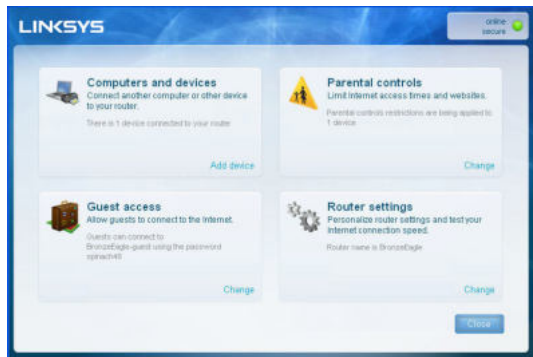 LINKSYS
online
secure
Computers and devices
Connect another computer or other device
to your router.
There is 1 device connected to your router
Add device
Parental controls
Limit Internet access times and websites.
Parental controls restrictions are being applied to
1 device
Change
Guest access
Allow guests to connect to the Internet.
Guests can connect to
BronzeEagle-guest using the password
spinach48
Change
Router settings
Personalize router settings and test your
Internet connection speed.
Router name is BronzeEagle
Change
Close